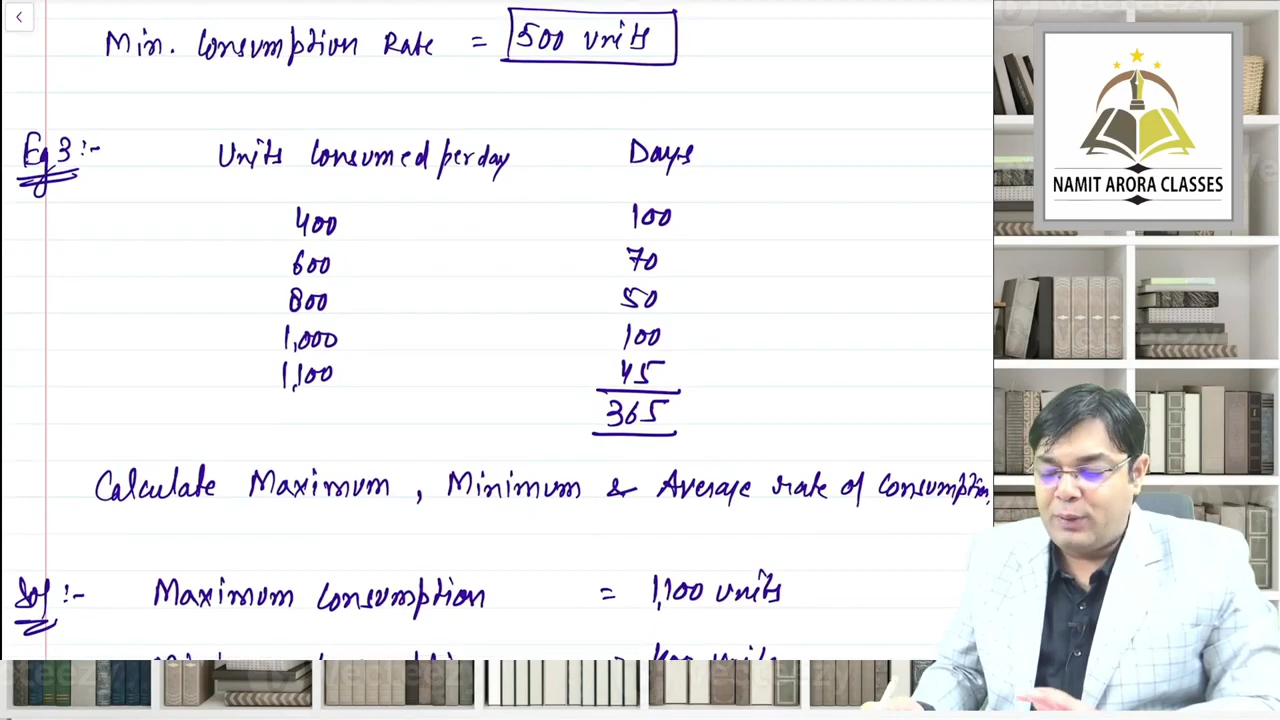 Min. Consumption Rate = 500 units
Eg 3:-
Units Consumed per day Days
400 100
600 70
800 50
1,000 100
1,100 45
365
Calculate Maximum, Minimum & Average rate of Consumption.
Sol :- Maximum Consumption = 1,100 units
NAMIT ARORA CLASSES